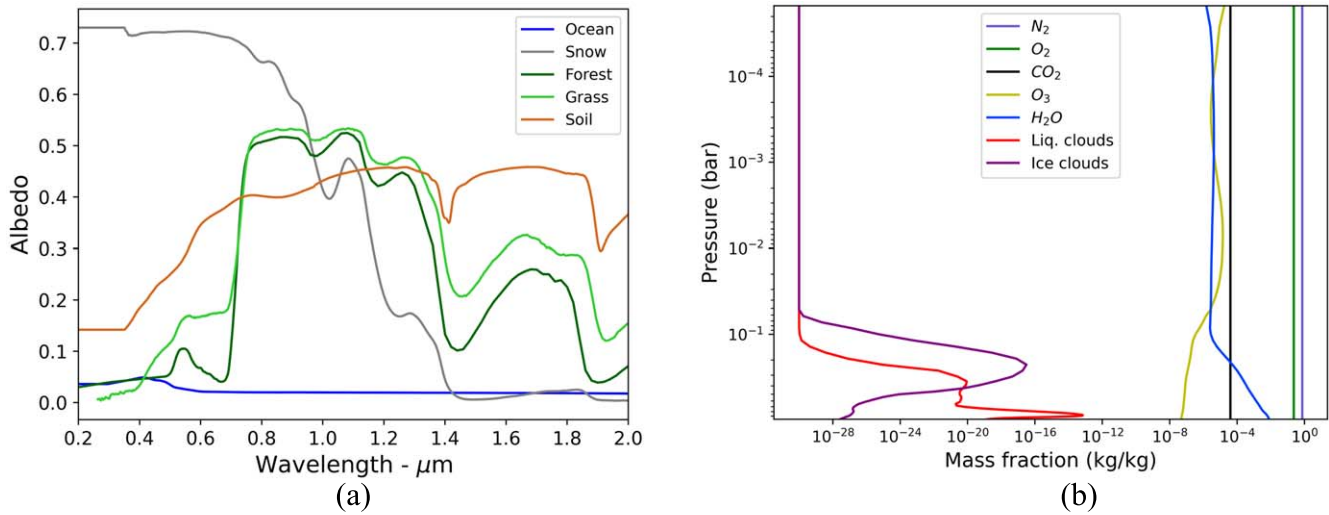 Albedo
0.7
0.6
0.5
0.4
0.3
0.2
0.1
0.0
Ocean
Snow
Forest
Grass
Soil
0.2 0.4 0.6 0.8 1.0 1.2 1.4 1.6 1.8 2.0
Wavelength - μm
(a)
Pressure (bar)
10⁻⁴
10⁻³
10⁻²
10⁻¹
N₂
O₂
CO₂
O₃
H₂O
Liq. clouds
Ice clouds
10⁻²⁸ 10⁻²⁴ 10⁻²⁰ 10⁻¹⁶ 10⁻¹² 10⁻⁸ 10⁻⁴ 10⁰
Mass fraction (kg/kg)
(b)